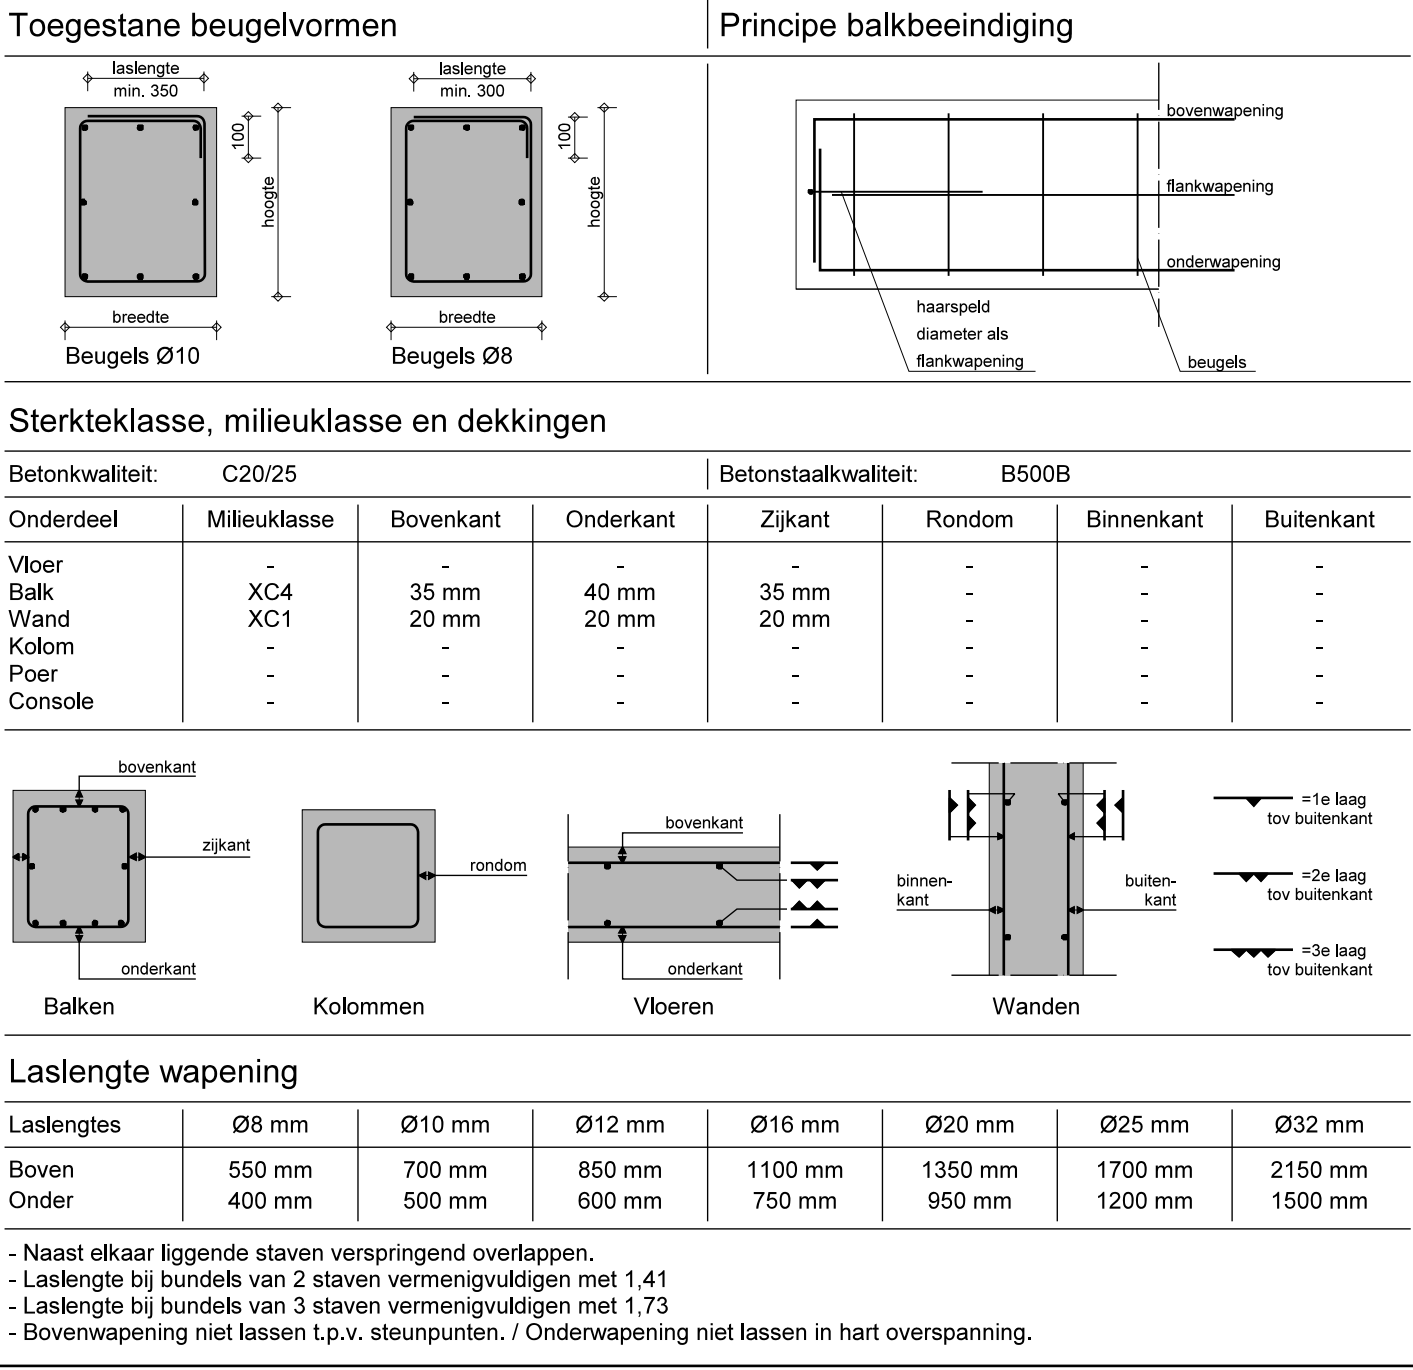 Toegestane beugelvormen
Principe balkbeeindiging
laslengte
min. 350
100
hoogte
breedte
Beugels Ø10
laslengte
min. 300
100
hoogte
breedte
Beugels Ø8
bovenwapening
flankwapening
onderwapening
haarspeld
diameter als
flankwapening
beugels
Sterkteklasse, milieuklasse en dekkingen
Betonkwaliteit: C20/25 Betonstaalkwaliteit: B500B
Onderdeel Milieuklasse Bovenkant Onderkant Zijkant Rondom Binnenkant Buitenkant
Vloer - - - - - - -
Balk XC4 35 mm 40 mm 35 mm - - -
Wand XC1 20 mm 20 mm 20 mm - - -
Kolom - - - - - - -
Poer - - - - - - -
Console - - - - - - -
bovenkant
zijkant
onderkant
Balken
rondom
Kolommen
bovenkant
onderkant
Vloeren
binnen-
kant
buiten-
kant
Wanden
=1e laag
tov buitenkant
=2e laag
tov buitenkant
=3e laag
tov buitenkant
Laslengte wapening
Laslengtes Ø8 mm Ø10 mm Ø12 mm Ø16 mm Ø20 mm Ø25 mm Ø32 mm
Boven 550 mm 700 mm 850 mm 1100 mm 1350 mm 1700 mm 2150 mm
Onder 400 mm 500 mm 600 mm 750 mm 950 mm 1200 mm 1500 mm
- Naast elkaar liggende staven verspringend overlappen.
- Laslengte bij bundels van 2 staven vermenigvuldigen met 1,41
- Laslengte bij bundels van 3 staven vermenigvuldigen met 1,73
- Bovenwapening niet lassen t.p.v. steunpunten. / Onderwapening niet lassen in hart overspanning.